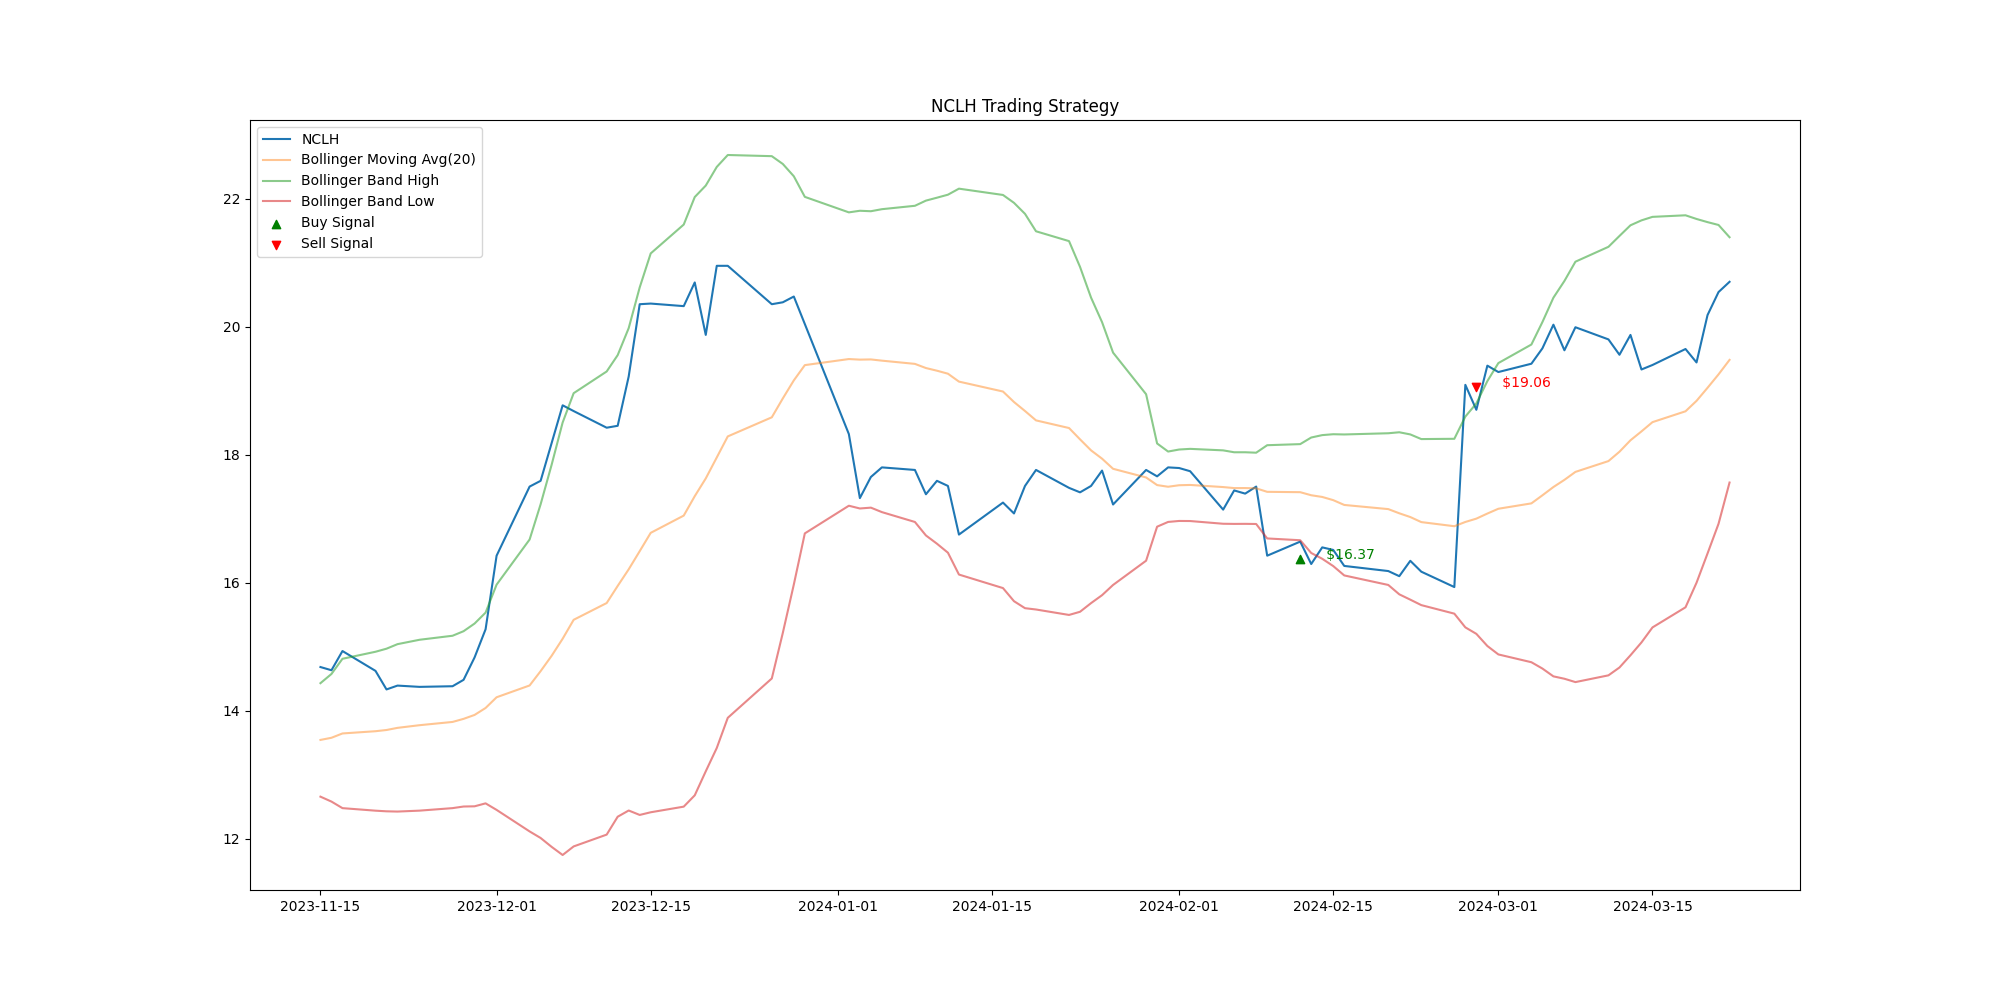 NCLH Trading Strategy
NCLH
Bollinger Moving Avg(20)
Bollinger Band High
Bollinger Band Low
Buy Signal
Sell Signal
22
20
18
16
14
12
$19.06
$16.37
2023-11-15
2023-12-01
2023-12-15
2024-01-01
2024-01-15
2024-02-01
2024-02-15
2024-03-01
2024-03-15